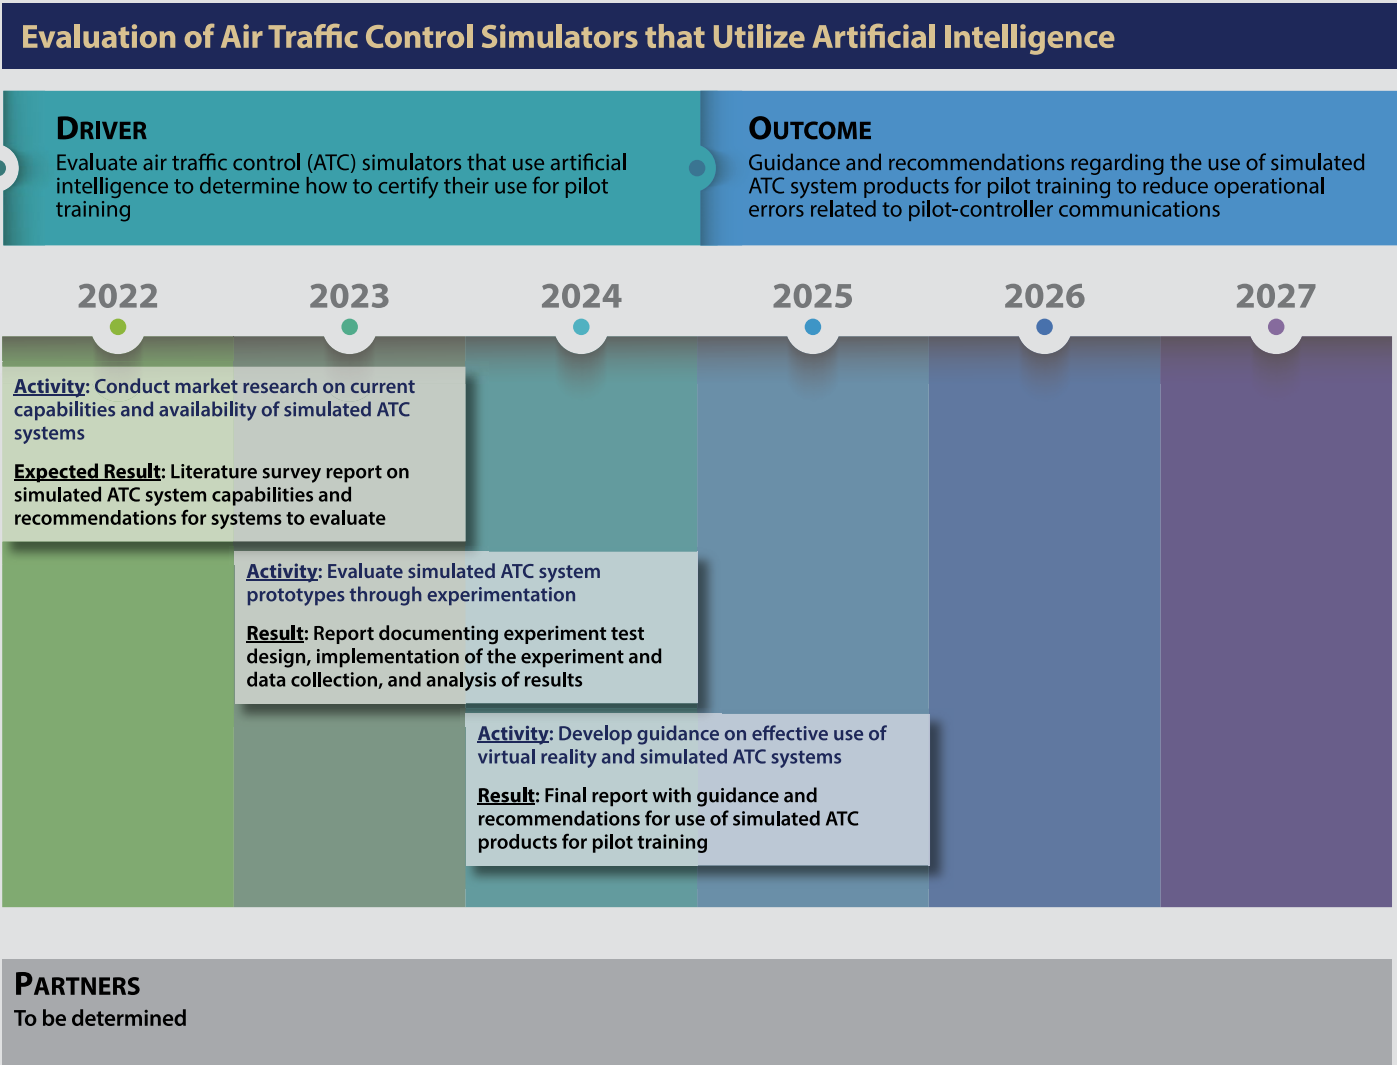 Evaluation of Air Traffic Control Simulators that Utilize Artificial Intelligence
DRIVER
Evaluate air traffic control (ATC) simulators that use artificial
intelligence to determine how to certify their use for pilot
training
OUTCOME
Guidance and recommendations regarding the use of simulated
ATC system products for pilot training to reduce operational
errors related to pilot-controller communications
2022
2023
2024
2025
2026
2027
Activity: Conduct market research on current
capabilities and availability of simulated ATC
systems
Expected Result: Literature survey report on
simulated ATC system capabilities and
recommendations for systems to evaluate
Activity: Evaluate simulated ATC system
prototypes through experimentation
Result: Report documenting experiment test
design, implementation of the experiment and
data collection, and analysis of results
Activity: Develop guidance on effective use of
virtual reality and simulated ATC systems
Result: Final report with guidance and
recommendations for use of simulated ATC
products for pilot training
PARTNERS
To be determined